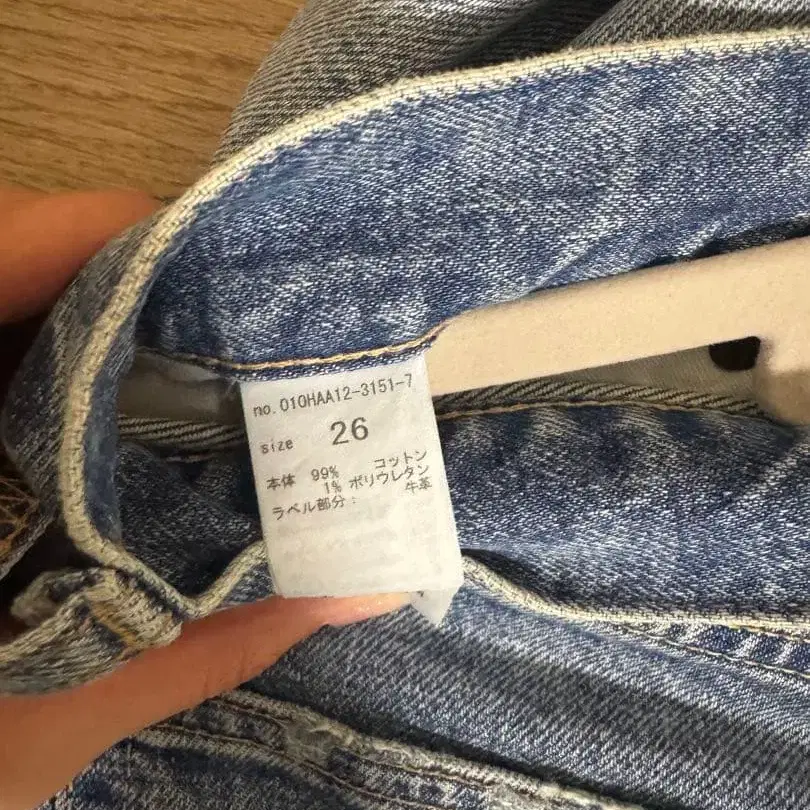 no.010HAA12-3151-7
size 26
本体 99% コットン
1% ポリウレタン
ラベル部分： 牛革